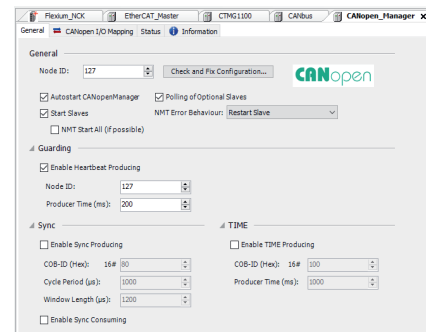 Flexium_NCK EtherCAT_Master CTMG1100 CANbus CANopen_Manager x
General CANopen I/O Mapping Status Information
General
Node ID: 127 Check and Fix Configuration... CANopen
Autostart CANopenManager Polling of Optional Slaves
Start Slaves NMT Error Behaviour: Restart Slave
NMT Start All (if possible)
Guarding
Enable Heartbeat Producing
Node ID: 127
Producer Time (ms): 200
Sync TIME
Enable Sync Producing Enable TIME Producing
COB-ID (Hex): 16# 80 COB-ID (Hex): 16# 100
Cycle Period (µs): 1000 Producer Time (ms): 1000
Window Length (µs): 1200
Enable Sync Consuming